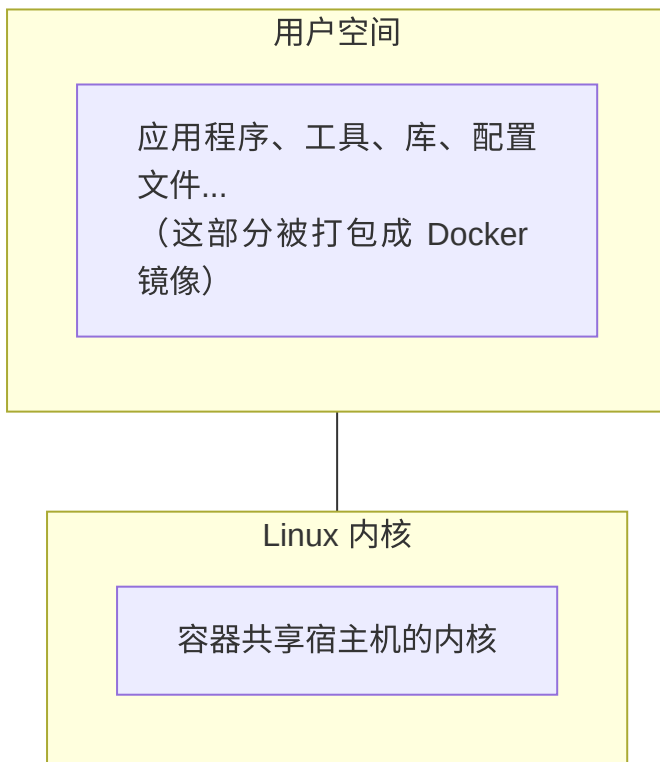 用户空间
应用程序、工具、库、配置
文件...
（这部分被打包成 Docker
镜像）
Linux 内核
容器共享宿主机的内核